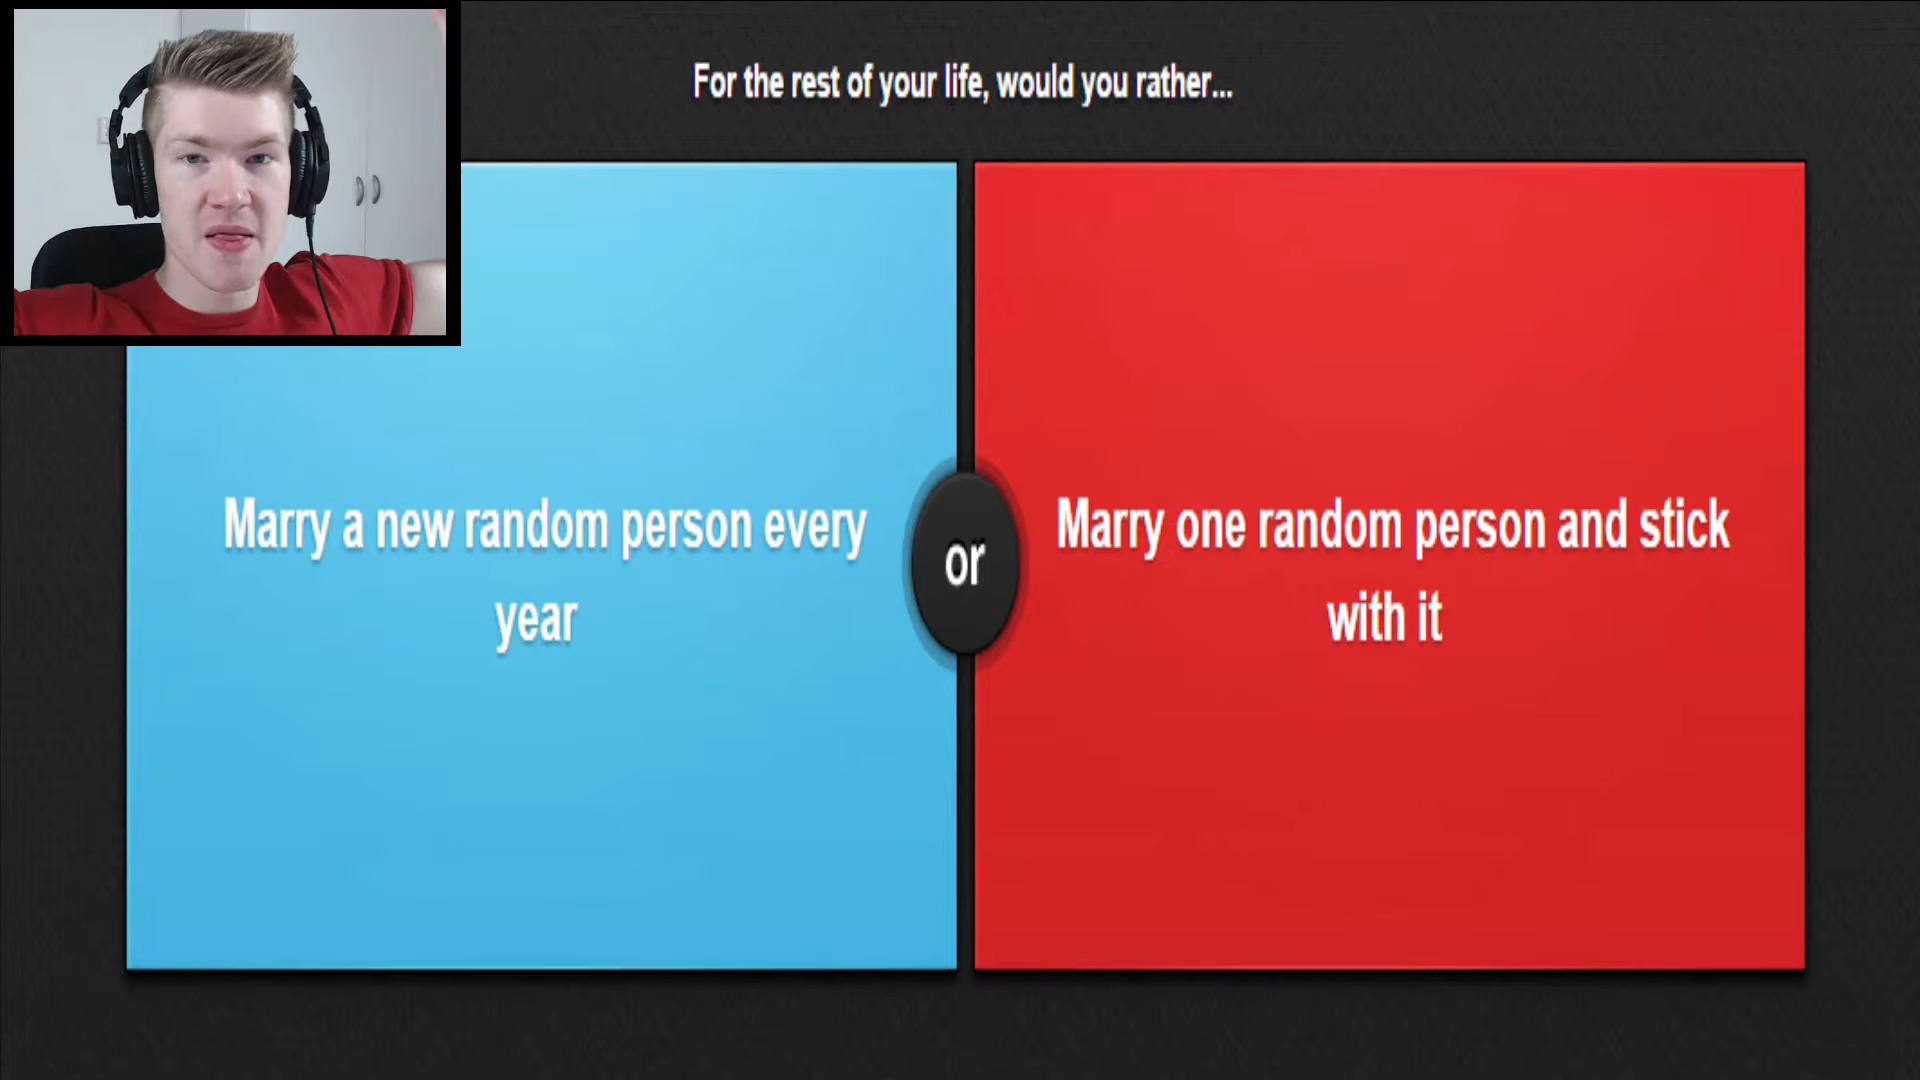 For the rest of your life, would you rather...
Marry a new random person every
year
or
Marry one random person and stick
with it